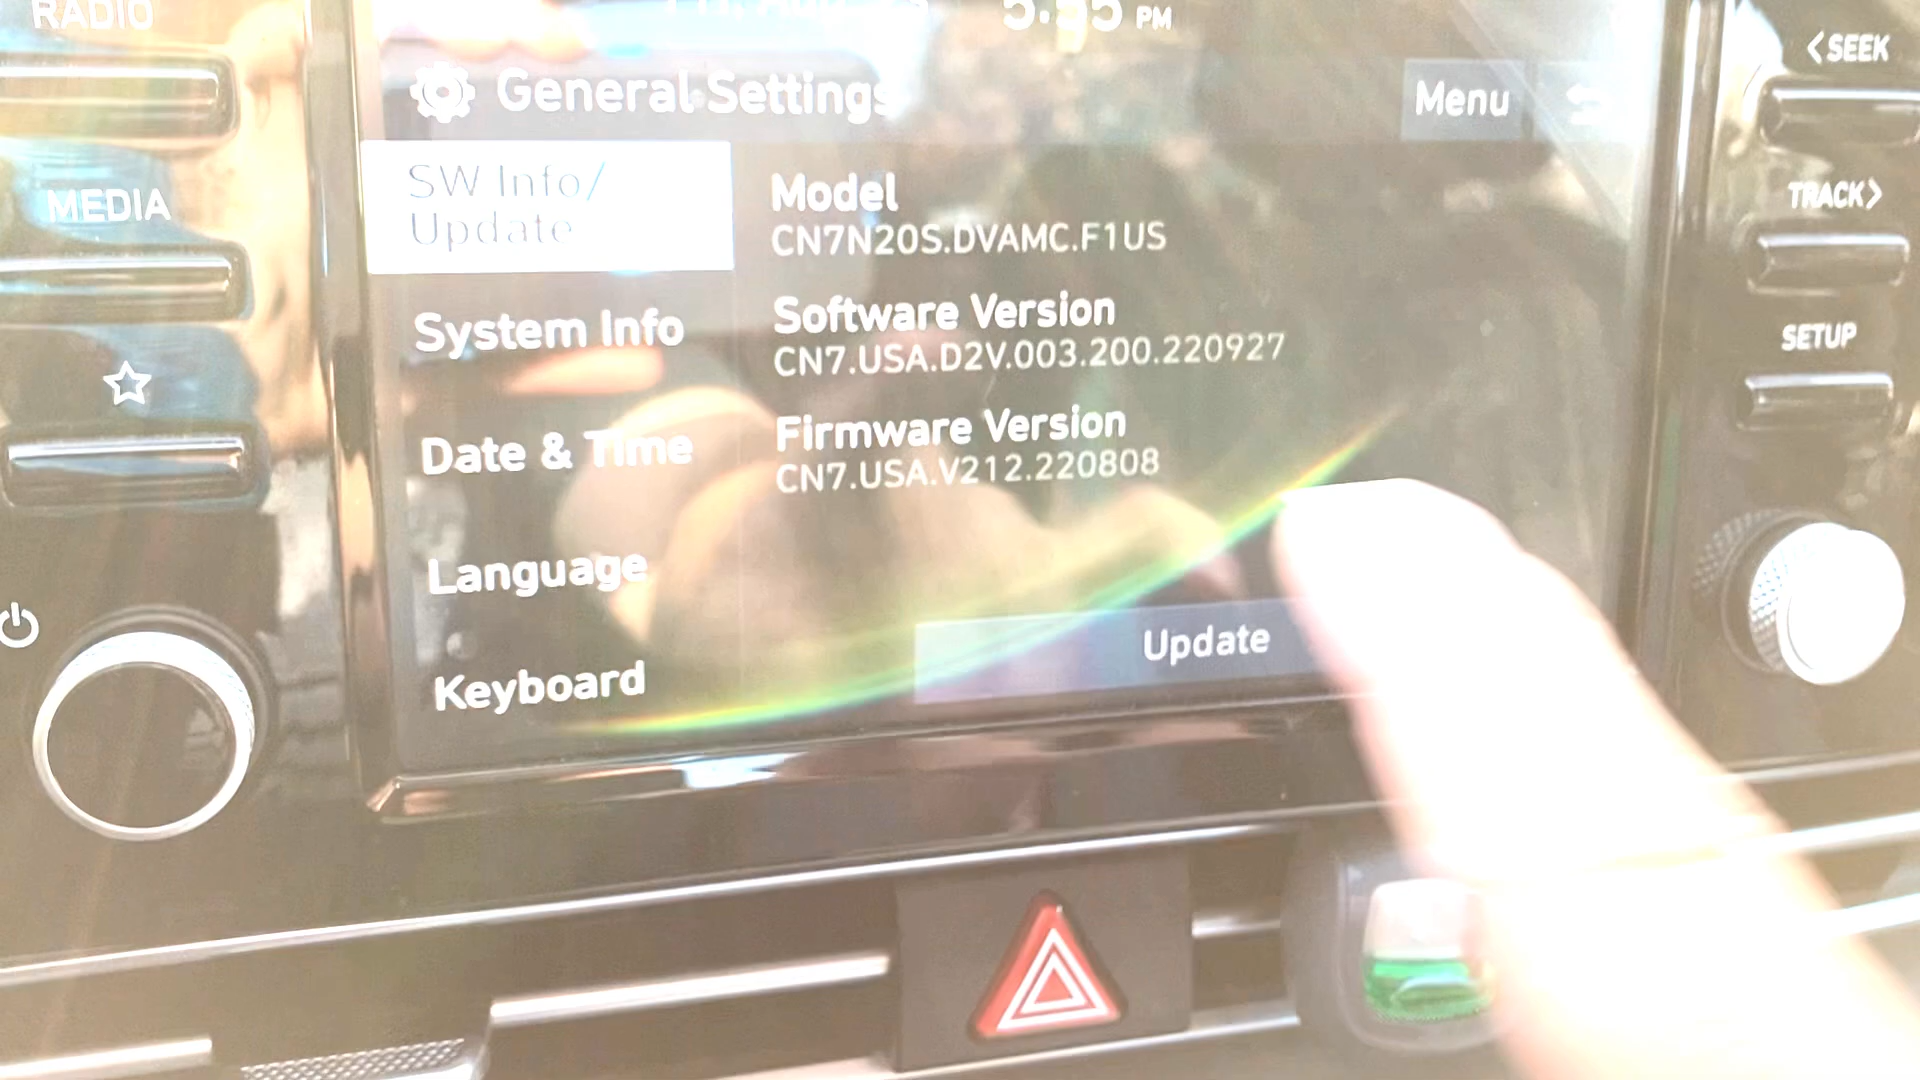 RADIO
PM
<SEEK
General Settings
Menu
SW Info/
Update
Model
CN7N20S.DVAMC.F1US
MEDIA
TRACK>
Software Version
CN7.USA.D2V.003.200.220927
System Info
SETUP
Firmware Version
CN7.USA.V212.220808
Date & Time
Language
Update
Keyboard